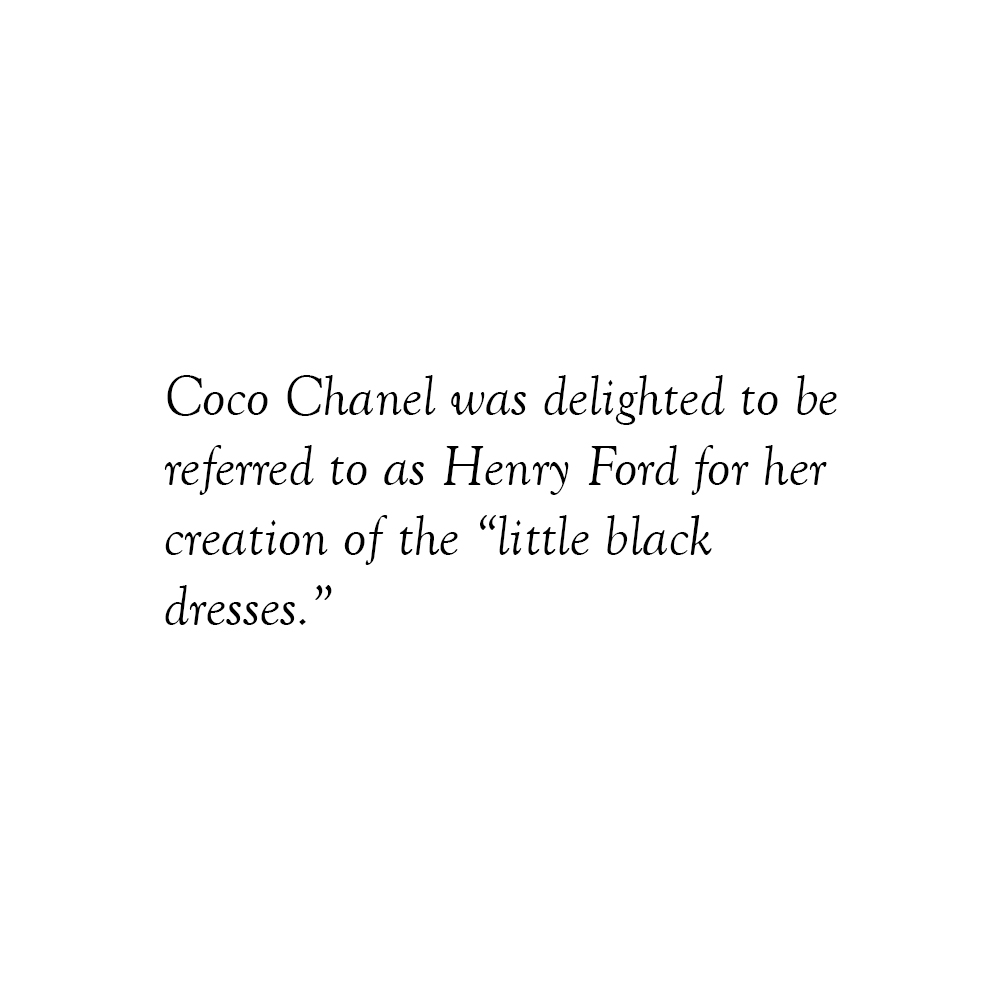 Coco Chanel was delighted to be
referred to as Henry Ford for her
creation of the “little black
dresses.”